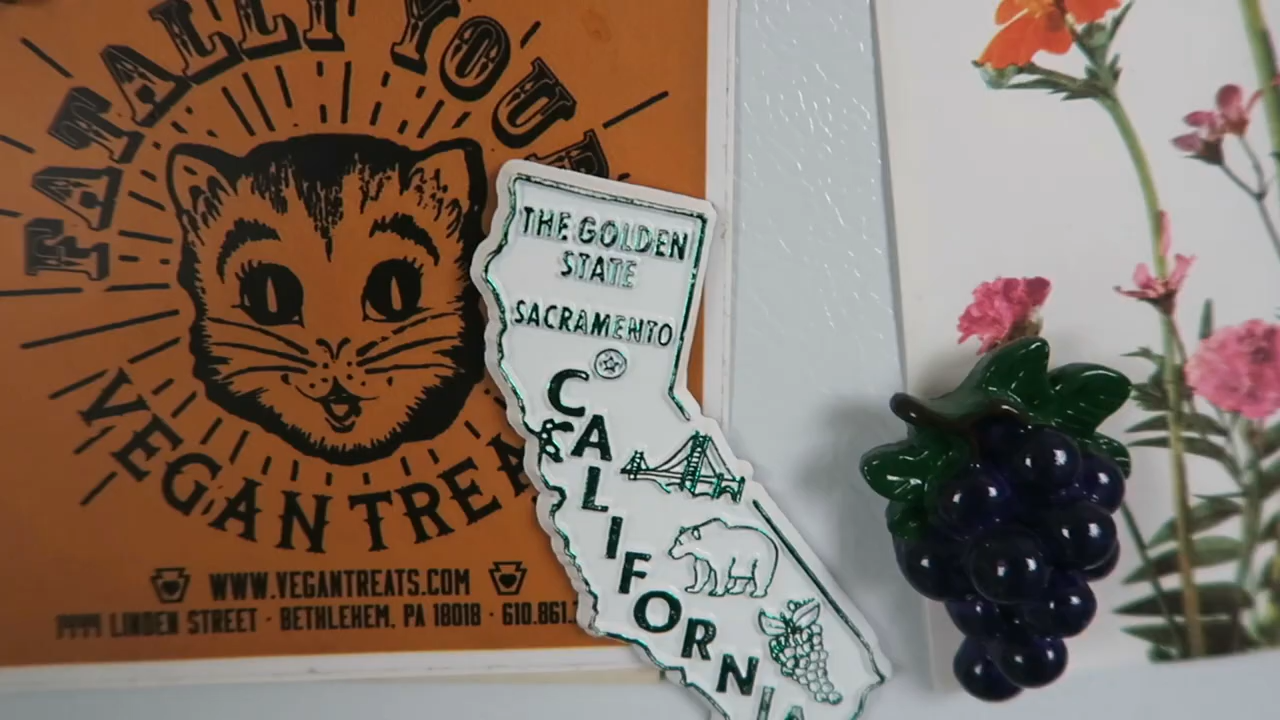 FATALLY YOUR
VEGAN TREA
WWW.VEGANTREATS.COM
LINDEN STREET · BETHLEHEM, PA 18018 · 610.861.
THE GOLDEN
STATE
SACRAMENTO
CALIFORNIA